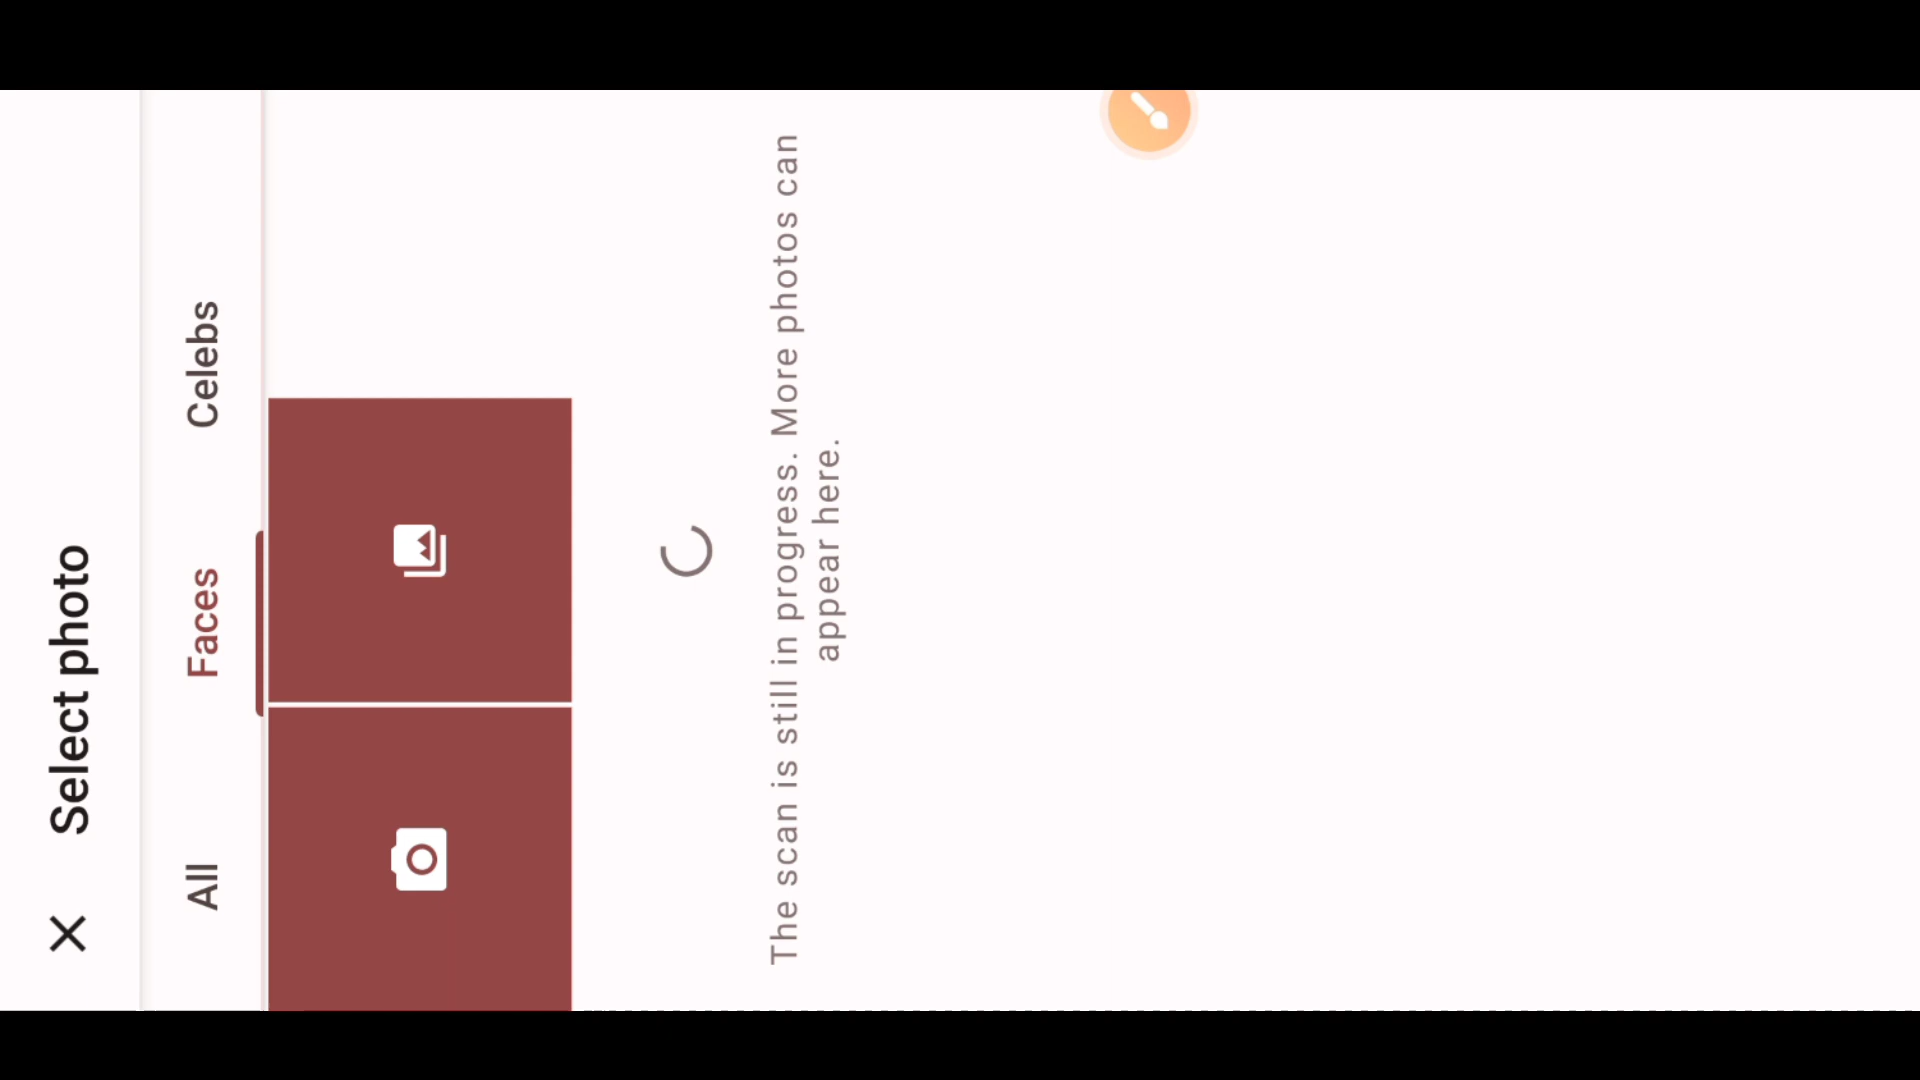 Select photo
All
Faces
Celebs
The scan is still in progress. More photos can
appear here.